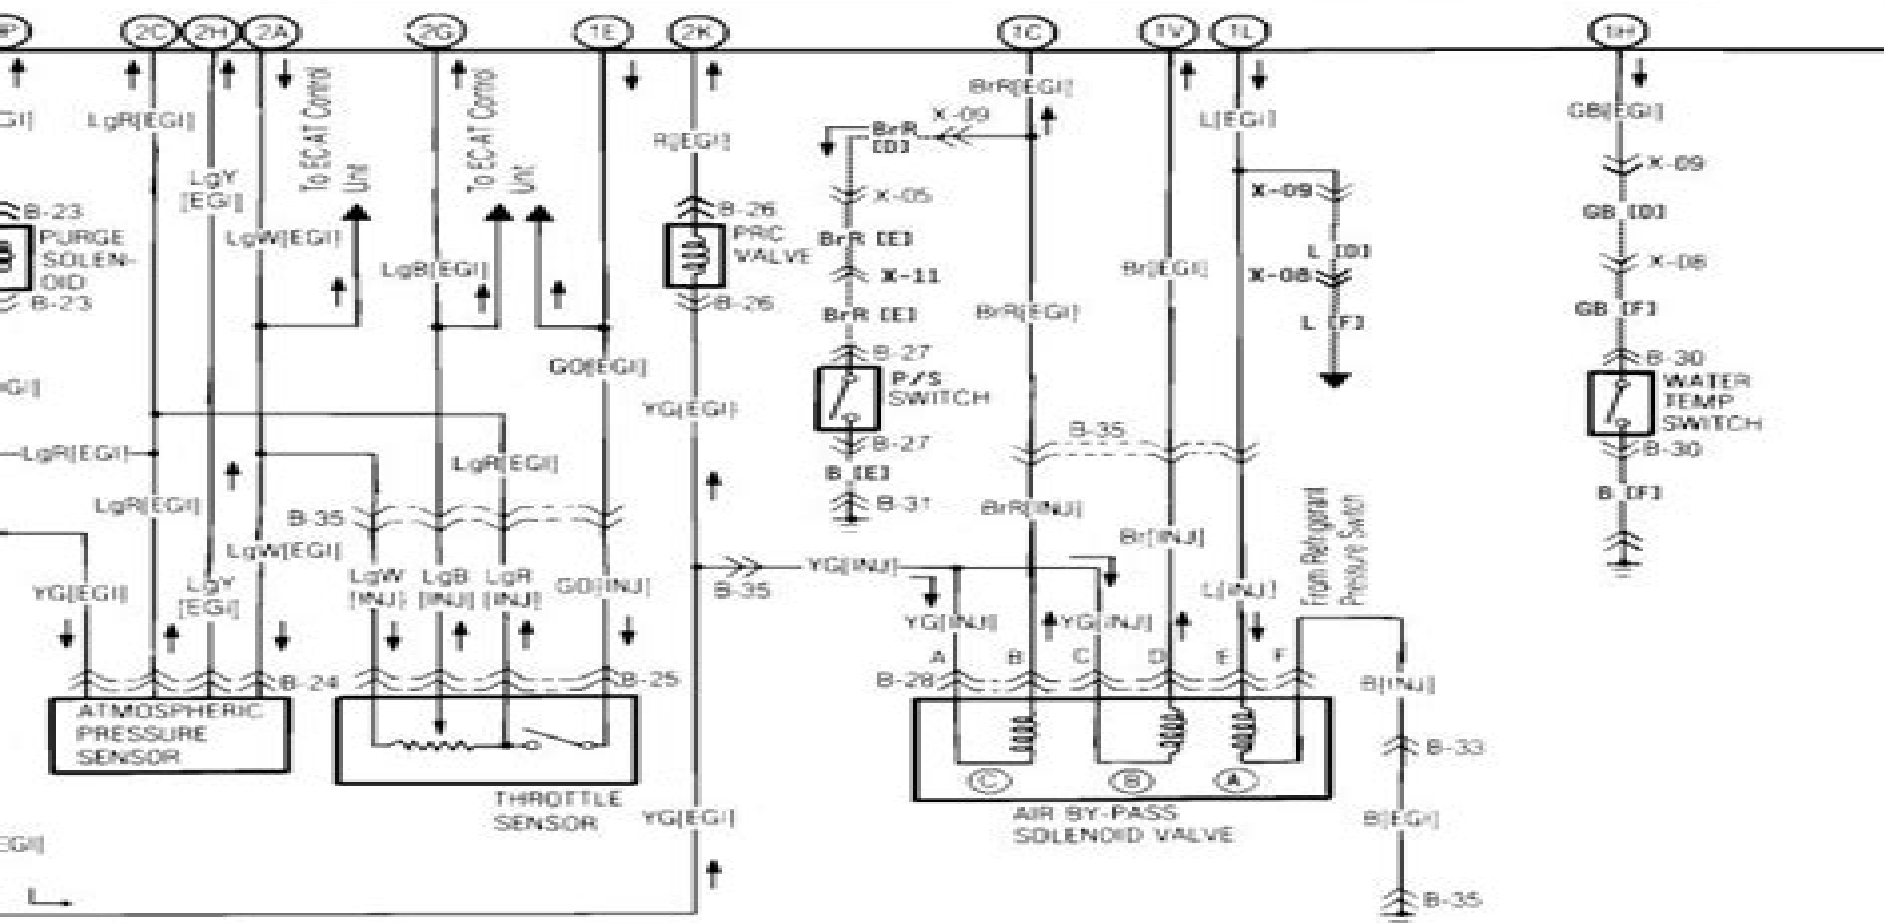 2C 2H 2A 2G 1E 2K 1C 1V 1L 1H
LgR[EGI]
To EC-AT Control
Unit
To EC-AT Control
Unit
R[EGI]
BrR[EGI]
X-09
BrR
[D]
L[EGI]
GB[EGI]
X-09
LgY
[EGI]
B-23
PURGE
SOLEN-
OID
B-23
LgW[EGI]
LgB[EGI]
B-26
PRC
VALVE
B-26
X-05
BrR [E]
X-11
BrR [E]
BrR[EGI]
Br[EGI]
X-09
L [D]
X-08
L [F]
GB [D]
X-08
GB [F]
GO[EGI]
YG[EGI]
B-27
P/S
SWITCH
B-27
B [E]
B-31
B-35
B-30
WATER
TEMP
SWITCH
B-30
B [F]
LgR[EGI]
LgR[EGI]
LgR[EGI]
B-35
LgW[EGI]
BrR[INJ]
Br[INJ]
From Refrigerant
Pressure Switch
YG[EGI]
LgY
[EGI]
LgW
[INJ]
LgB
[INJ]
LgR
[INJ]
GO[INJ]
B-35
YG[INJ]
L[INJ]
YG[INJ]
YG[INJ]
A B C D E F
B-24
B-25
B-28
B[INJ]
ATMOSPHERIC
PRESSURE
SENSOR
B-33
C B A
THROTTLE
SENSOR
YG[EGI]
AIR BY-PASS
SOLENOID VALVE
B[EGI]
B-35